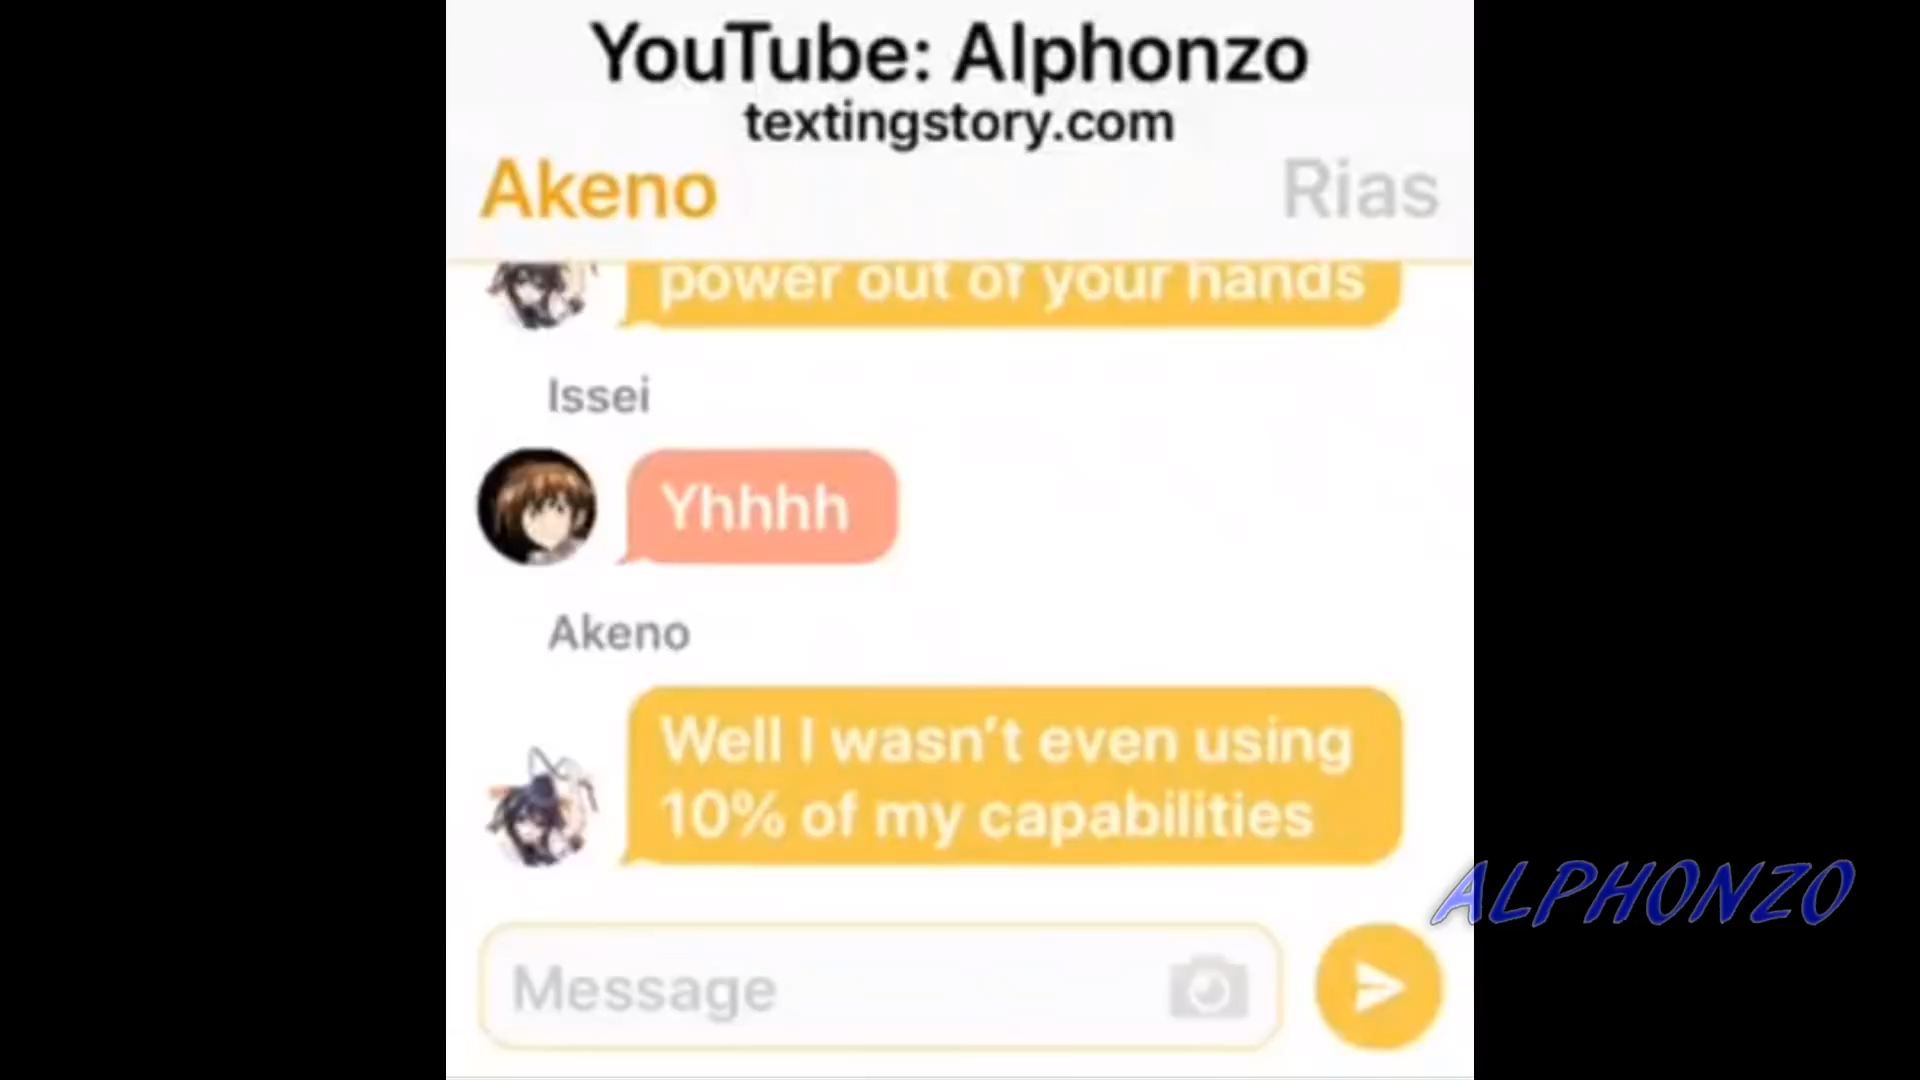 YouTube: Alphonzo
textingstory.com
Akeno Rias
power out of your hands
Issei
Yhhhh
Akeno
Well I wasn't even using
10% of my capabilities
ALPHONZO
Message